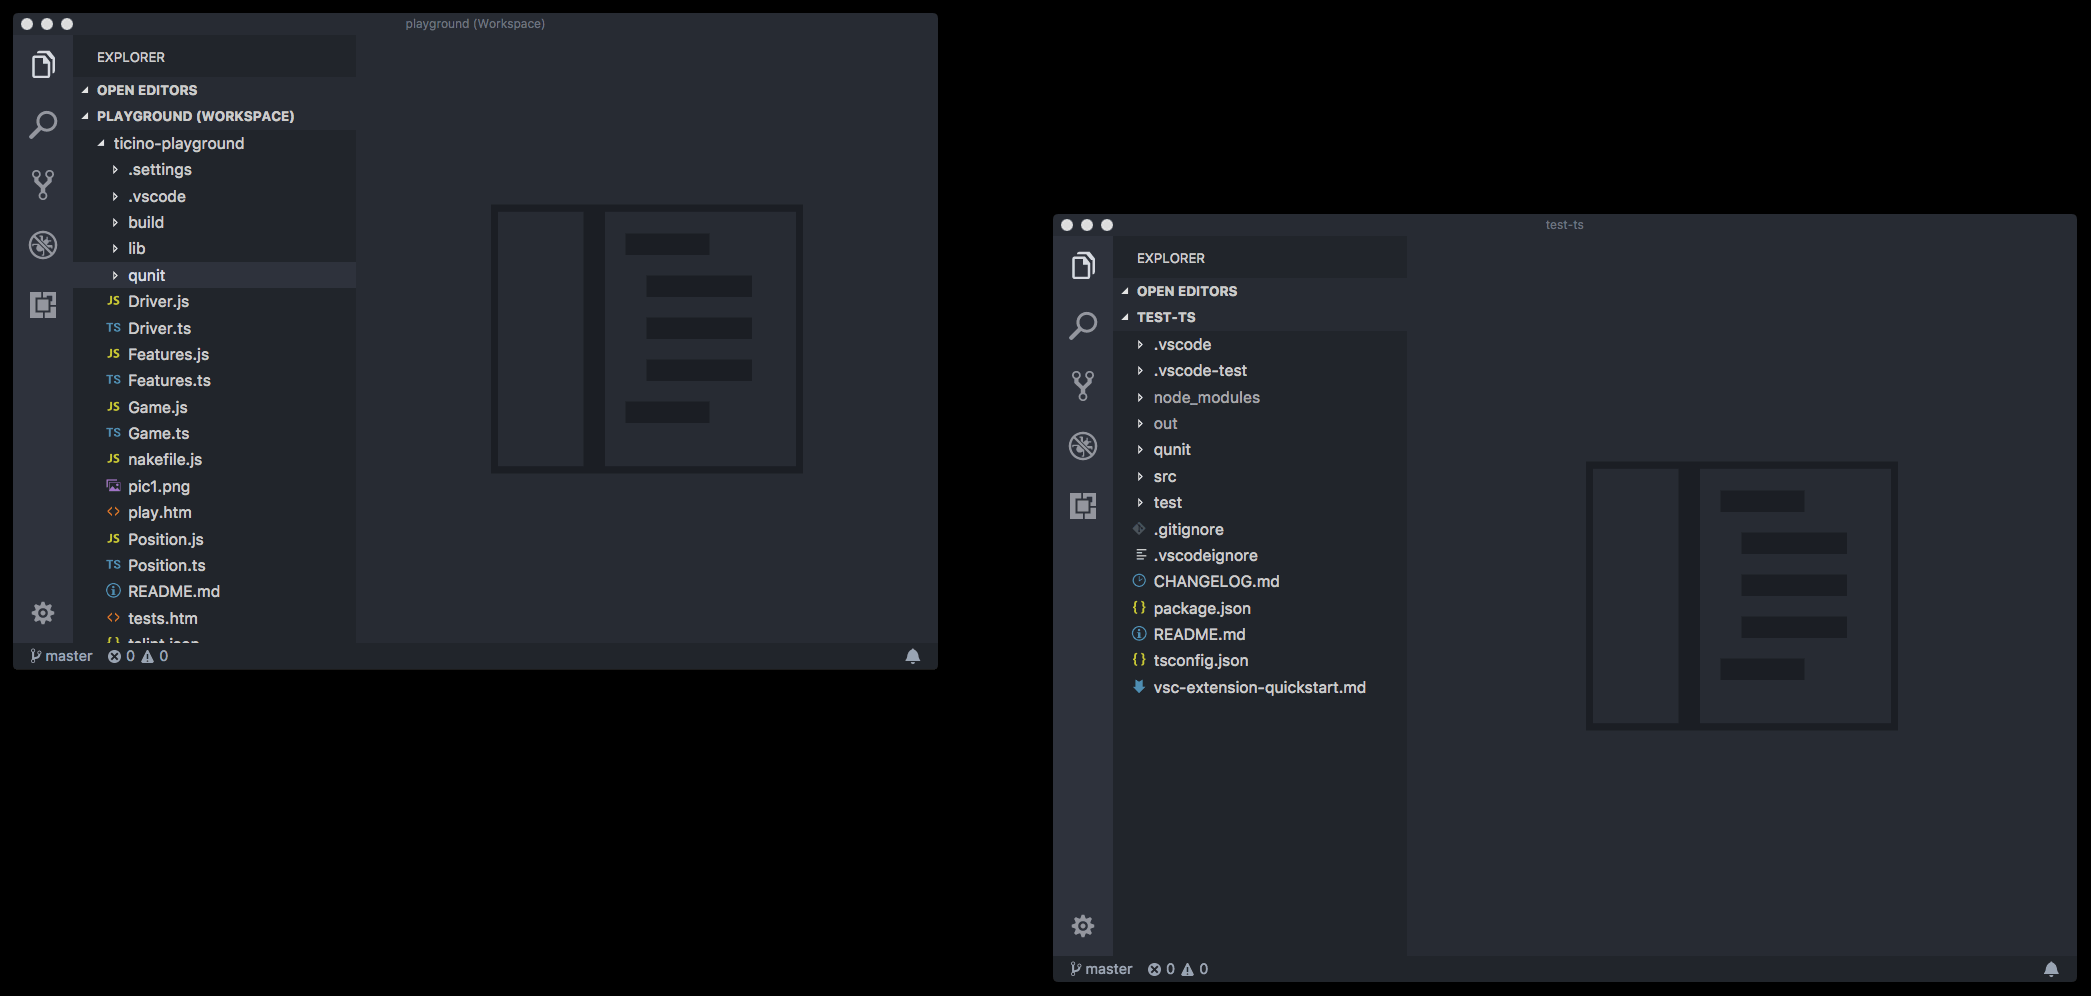 playground (Workspace)
EXPLORER
OPEN EDITORS
PLAYGROUND (WORKSPACE)
ticino-playground
.settings
.vscode
build
lib
qunit
JS Driver.js
TS Driver.ts
JS Features.js
TS Features.ts
JS Game.js
TS Game.ts
JS nakefile.js
pic1.png
<> play.htm
JS Position.js
TS Position.ts
README.md
<> tests.htm
{} tslint.json
master 0 0
test-ts
EXPLORER
OPEN EDITORS
TEST-TS
.vscode
.vscode-test
node_modules
out
qunit
src
test
.gitignore
.vscodeignore
CHANGELOG.md
{} package.json
README.md
{} tsconfig.json
vsc-extension-quickstart.md
master 0 0